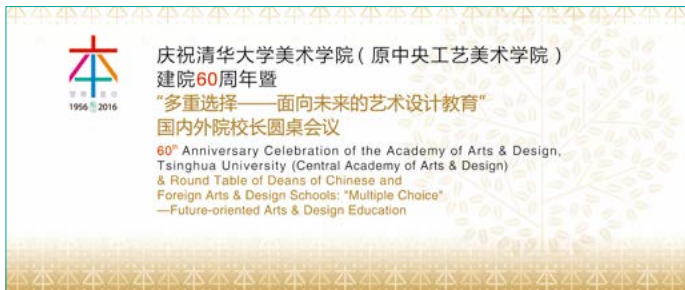 本
1956 2016
庆祝清华大学美术学院（原中央工艺美术学院）
建院60周年暨
“多重选择——面向未来的艺术设计教育”
国内外院校长圆桌会议
60th Anniversary Celebration of the Academy of Arts & Design,
Tsinghua University (Central Academy of Arts & Design)
& Round Table of Deans of Chinese and
Foreign Arts & Design Schools: "Multiple Choice"
—Future-oriented Arts & Design Education